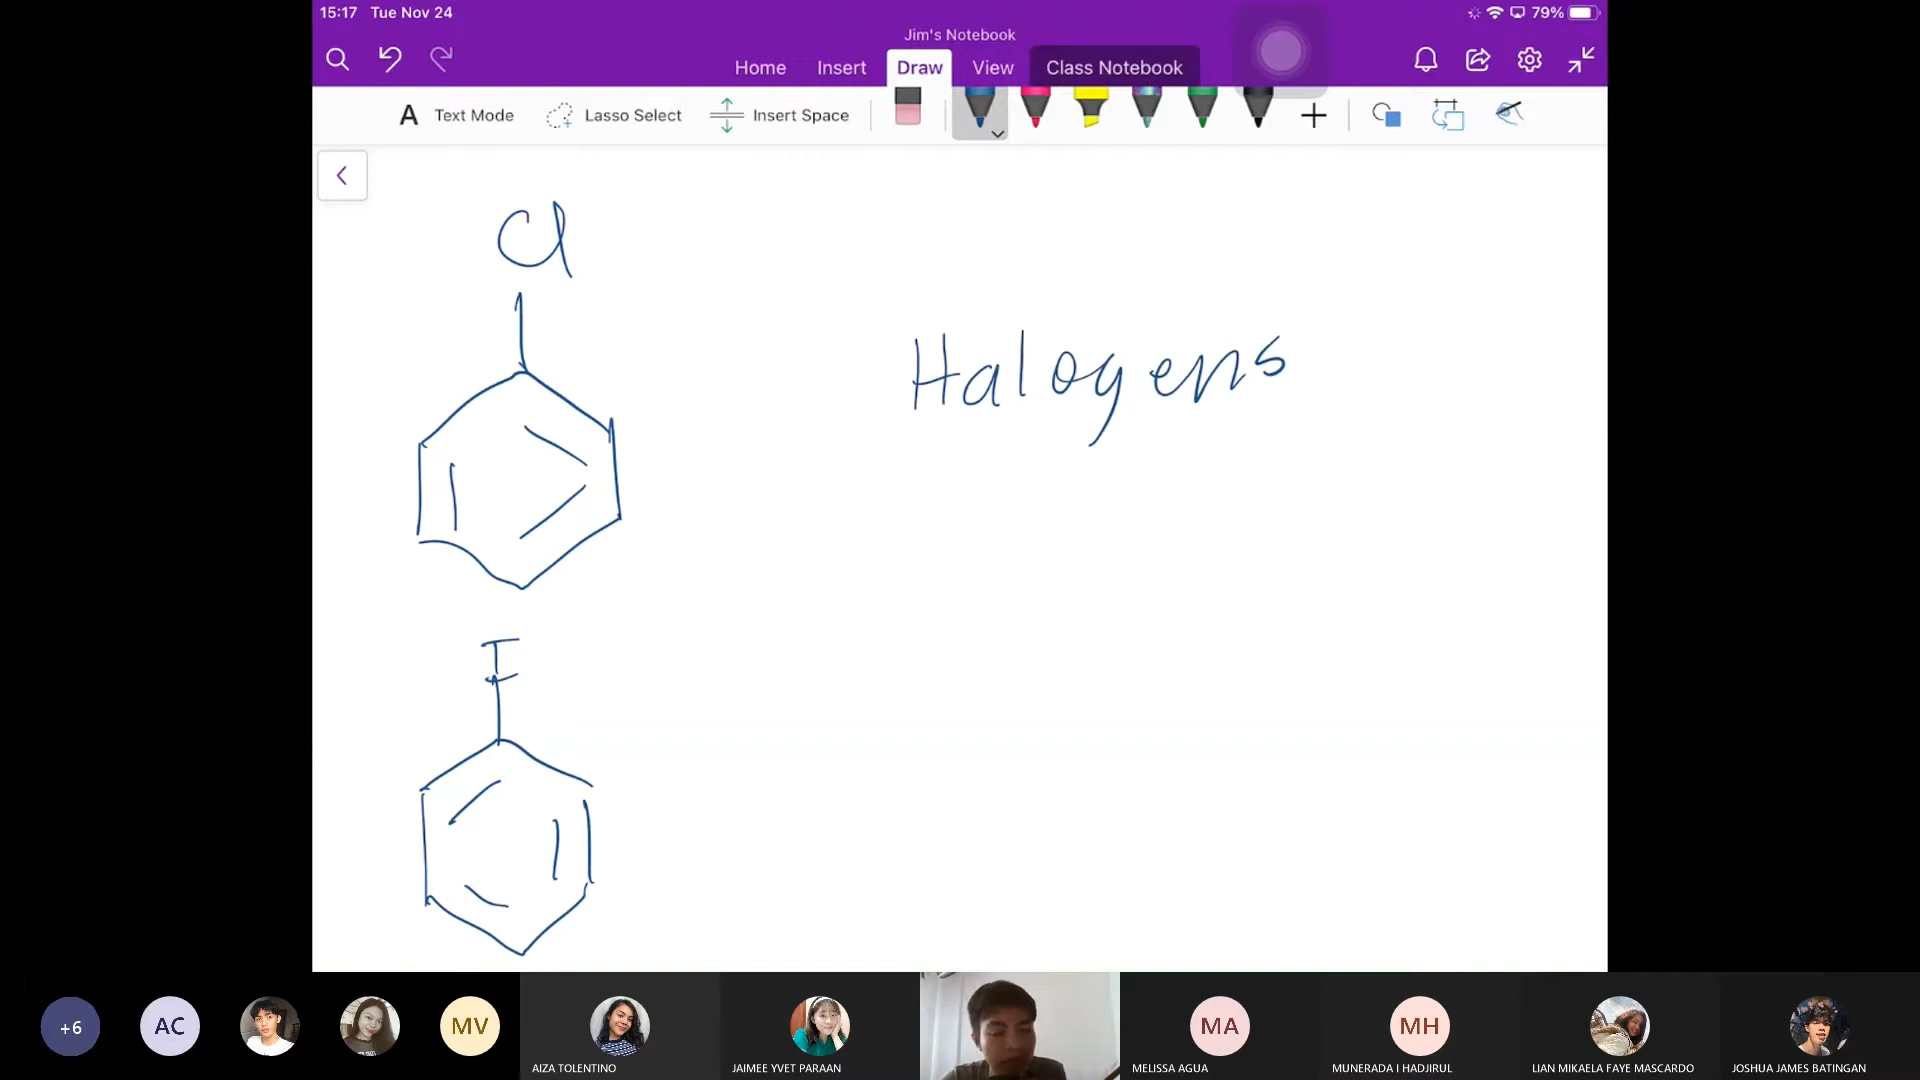 15:17 Tue Nov 24
79%
Jim's Notebook
Home Insert Draw View Class Notebook
A Text Mode Lasso Select Insert Space
Cl
Halogens
I
+6 AC MV
AIZA TOLENTINO JAIMEE YVET PARAAN MA MELISSA AGUA MH MUNERADA I HADJIRUL LIAN MIKAELA FAYE MASCARDO JOSHUA JAMES BATINGAN